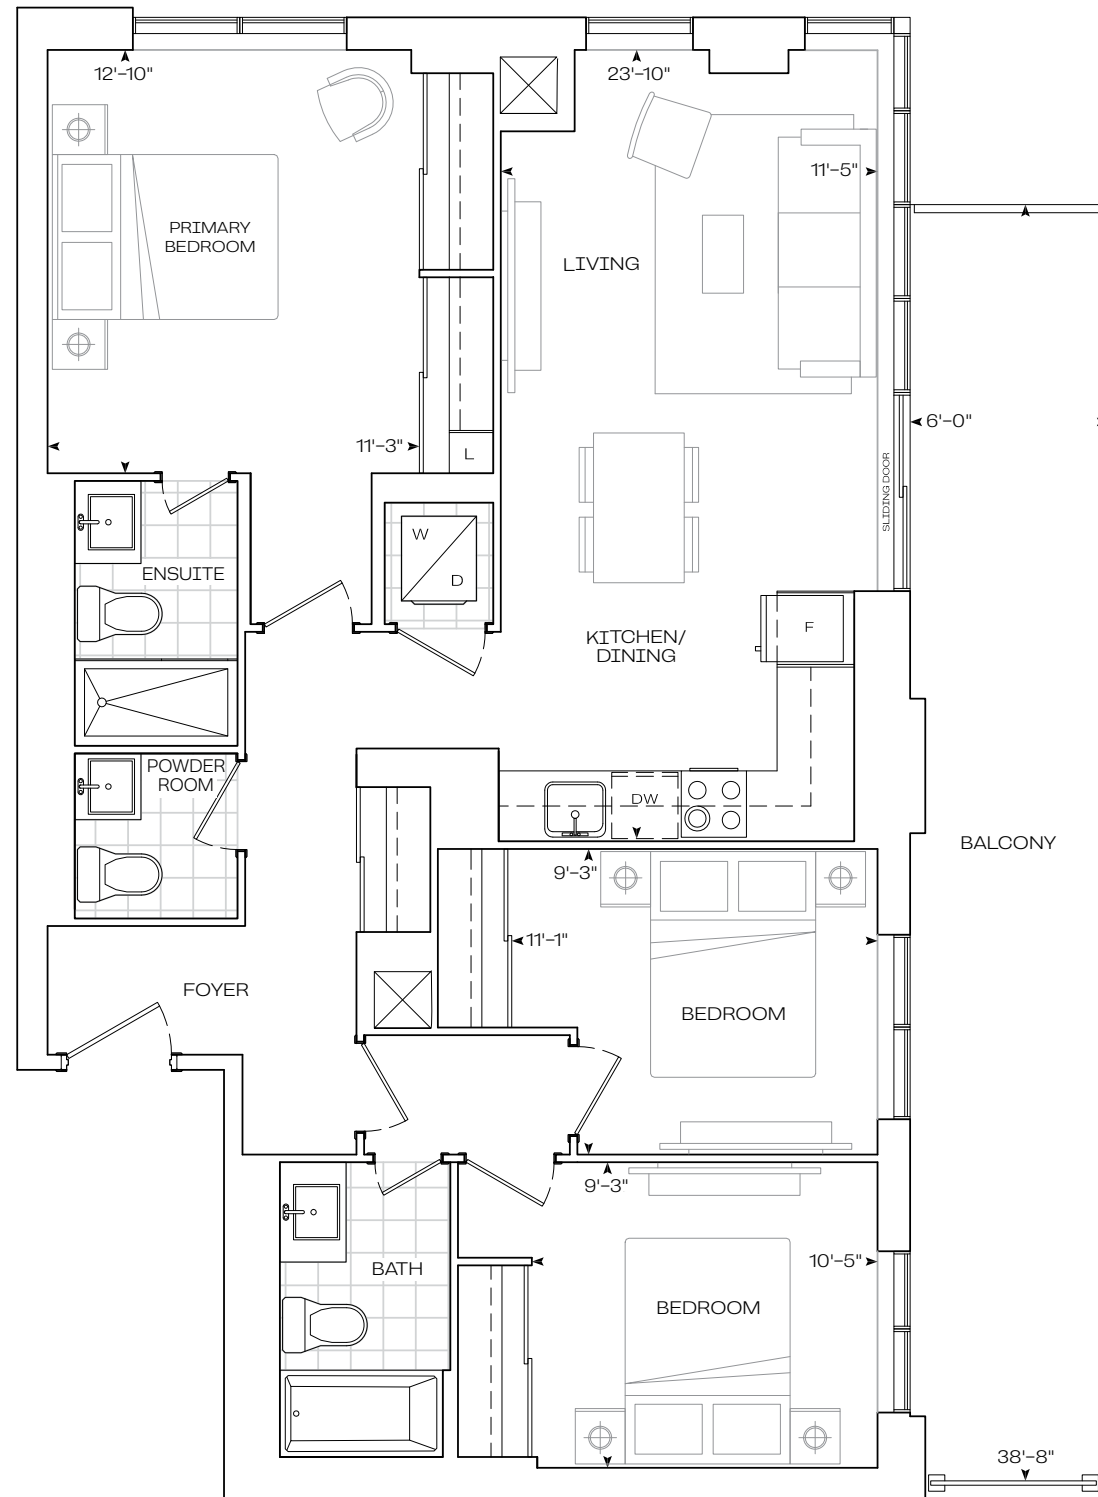 12'-10"
23'-10"
11'-5"
PRIMARY
BEDROOM
LIVING
6'-0"
11'-3"
L
SLIDING DOOR
W
D
ENSUITE
F
KITCHEN/
DINING
POWDER
ROOM
DW
BALCONY
9'-3"
11'-1"
FOYER
BEDROOM
9'-3"
BATH
10'-5"
BEDROOM
38'-8"